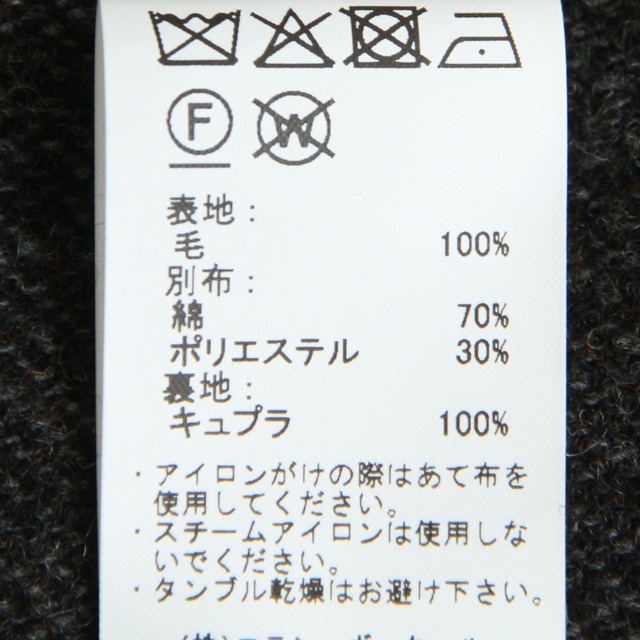 F W
表地：
毛 100%
別布：
綿 70%
ポリエステル 30%
裏地：
キュプラ 100%
・アイロンがけの際はあて布を
使用してください。
・スチームアイロンは使用しな
いでください。
・タンブル乾燥はお避け下さい。